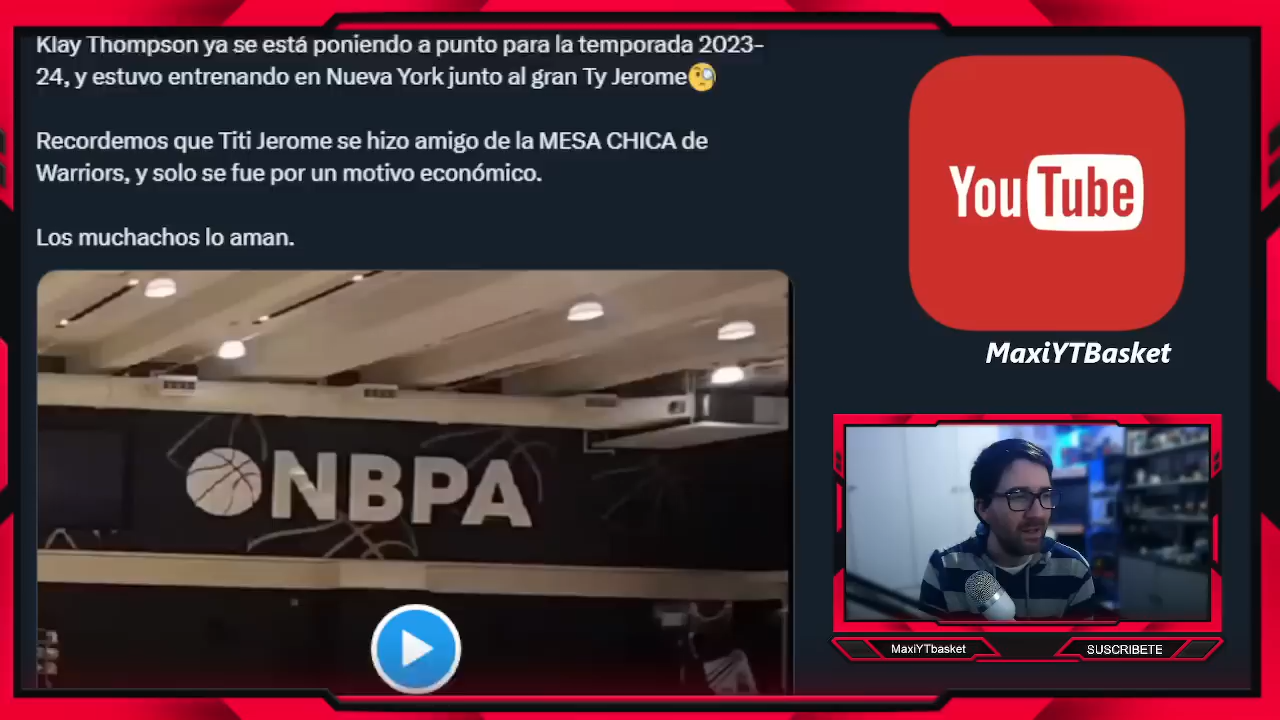 Klay Thompson ya se está poniendo a punto para la temporada 2023-
24, y estuvo entrenando en Nueva York junto al gran Ty Jerome🧐
Recordemos que Titi Jerome se hizo amigo de la MESA CHICA de
Warriors, y solo se fue por un motivo económico.
Los muchachos lo aman.
NBPA
YouTube
MaxiYTBasket
MaxiYTbasket
SUSCRIBETE